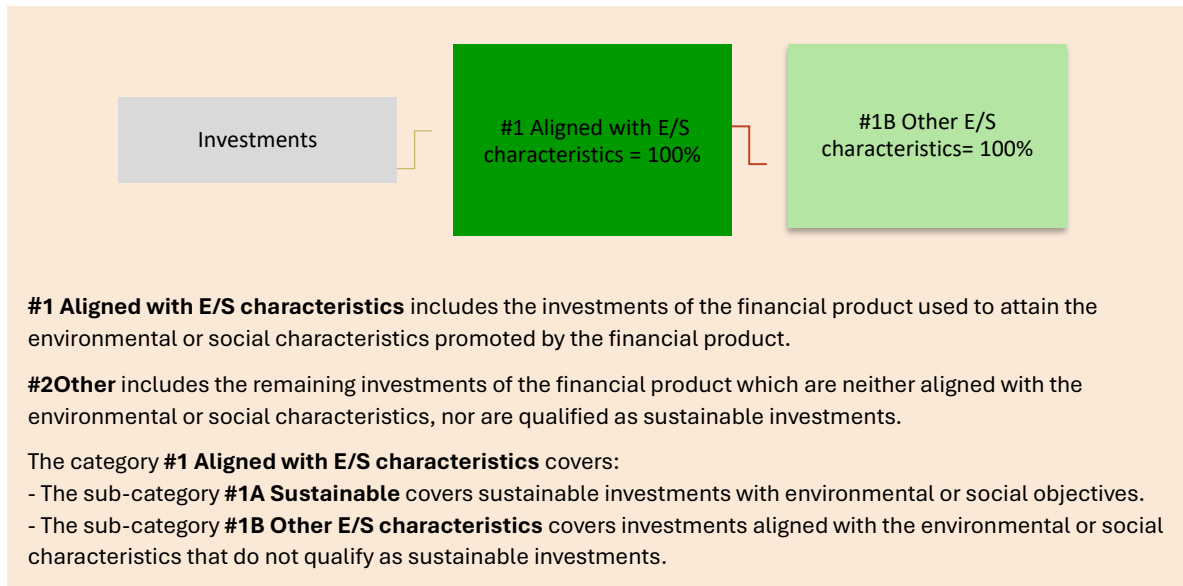 Investments
#1 Aligned with E/S
characteristics = 100%
#1B Other E/S
characteristics= 100%
#1 Aligned with E/S characteristics includes the investments of the financial product used to attain the
environmental or social characteristics promoted by the financial product.
#2Other includes the remaining investments of the financial product which are neither aligned with the
environmental or social characteristics, nor are qualified as sustainable investments.
The category #1 Aligned with E/S characteristics covers:
- The sub-category #1A Sustainable covers sustainable investments with environmental or social objectives.
- The sub-category #1B Other E/S characteristics covers investments aligned with the environmental or social
characteristics that do not qualify as sustainable investments.